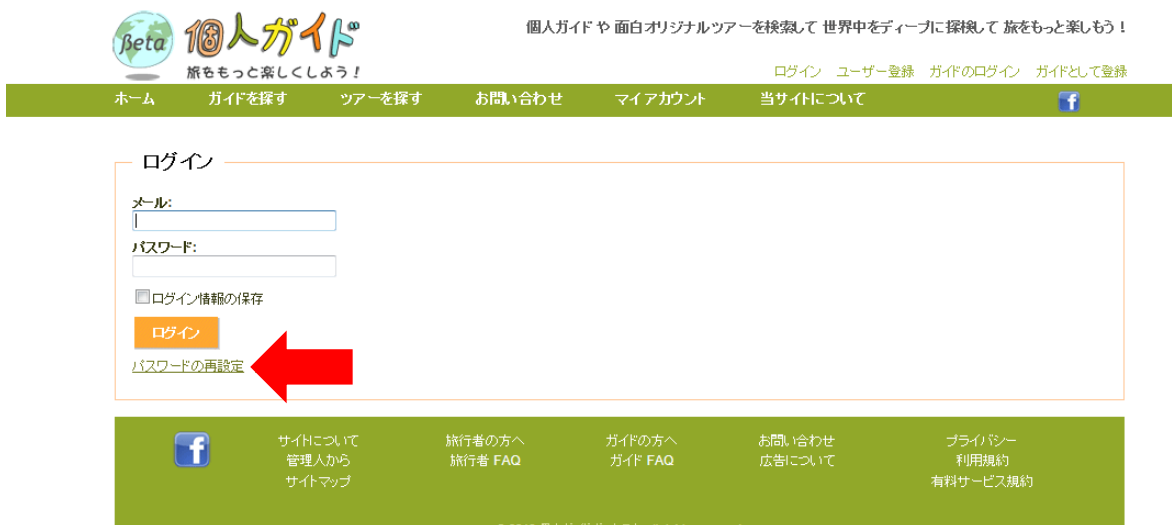 βeta 個人ガイド
旅をもっと楽しくしよう!
個人ガイド や 面白オリジナルツアーを検索して 世界中をディープに探検して 旅をもっと楽しもう!
ログイン ユーザー登録 ガイドのログイン ガイドとして登録
ホーム ガイドを探す ツアーを探す お問い合わせ マイアカウント 当サイトについて f
ログイン
メール:
パスワード:
ログイン情報の保存
ログイン
パスワードの再設定
f サイトについて 旅行者の方へ ガイドの方へ お問い合わせ プライバシー
管理人から 旅行者 FAQ ガイド FAQ 広告について 利用規約
サイトマップ 有料サービス規約